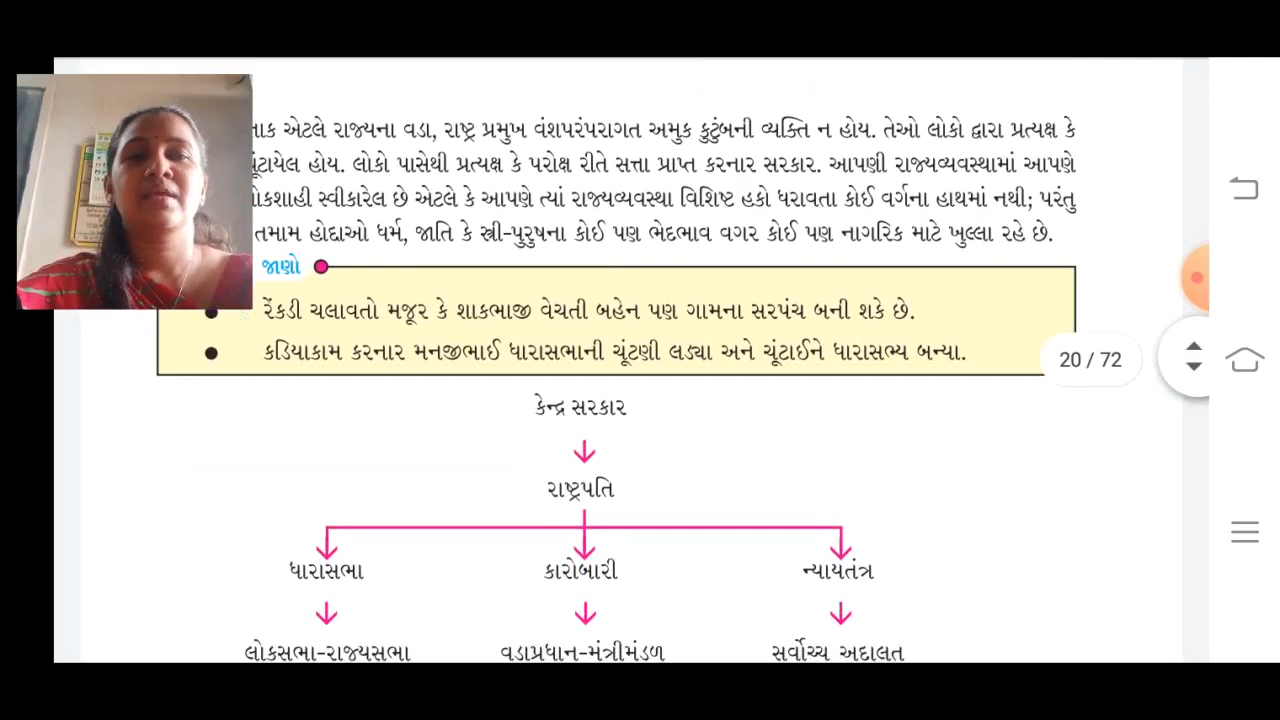 એટલે રાજ્યના વડા, રાષ્ટ્ર પ્રમુખ વંશપરંપરાગત અમુક કુટુંબની વ્યક્તિ ન હોય. તેઓ લોકો દ્વારા પ્રત્યક્ષ કે
હોય. લોકો પાસેથી પ્રત્યક્ષ કે પરોક્ષ રીતે સત્તા પ્રાપ્ત કરનાર સરકાર. આપણી રાજ્યવ્યવસ્થામાં આપણે
સ્વીકારેલ છે એટલે કે આપણે ત્યાં રાજ્યવ્યવસ્થા વિશિષ્ટ હકો ધરાવતા કોઈ વર્ગના હાથમાં નથી; પરંતુ
તમામ હોદ્દાઓ ધર્મ, જાતિ કે સ્ત્રી-પુરુષના કોઈ પણ ભેદભાવ વગર કોઈ પણ નાગરિક માટે ખુલ્લા રહે છે.
જાણો
● રેંકડી ચલાવતો મજૂર કે શાકભાજી વેચતી બહેન પણ ગામના સરપંચ બની શકે છે.
● કડિયાકામ કરનાર મનજીભાઈ ધારાસભાની ચૂંટણી લડ્યા અને ચૂંટાઈને ધારાસભ્ય બન્યા.
20 / 72
કેન્દ્ર સરકાર
રાષ્ટ્રપતિ
ધારાસભા કારોબારી ન્યાયતંત્ર
લોકસભા-રાજ્યસભા વડાપ્રધાન-મંત્રીમંડળ સર્વોચ્ચ અદાલત